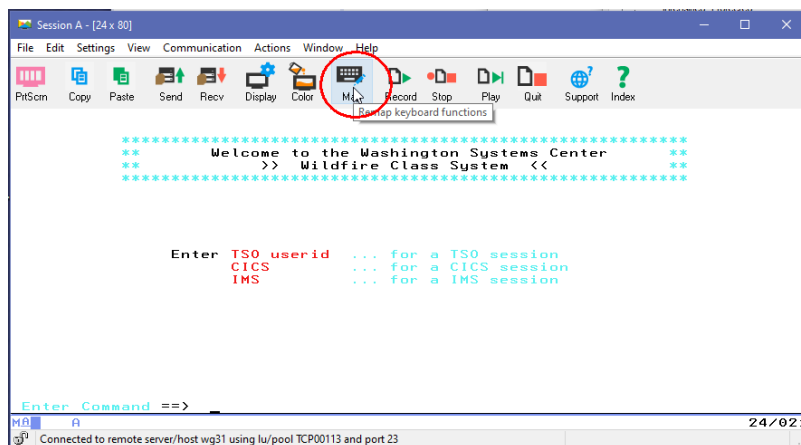 Session A - [24 x 80]
File Edit Settings View Communication Actions Window Help
PrtScrn Copy Paste Send Recv Display Color Record Stop Play Quit Support Index
Remap keyboard functions
*********************************************************
** Welcome to the Washington Systems Center **
** >> Wildfire Class System << **
*********************************************************
Enter TSO userid ... for a TSO session
CICS ... for a CICS session
IMS ... for a IMS session
Enter Command ==> _
MA A 24/02
Connected to remote server/host wg31 using lu/pool TCP00113 and port 23